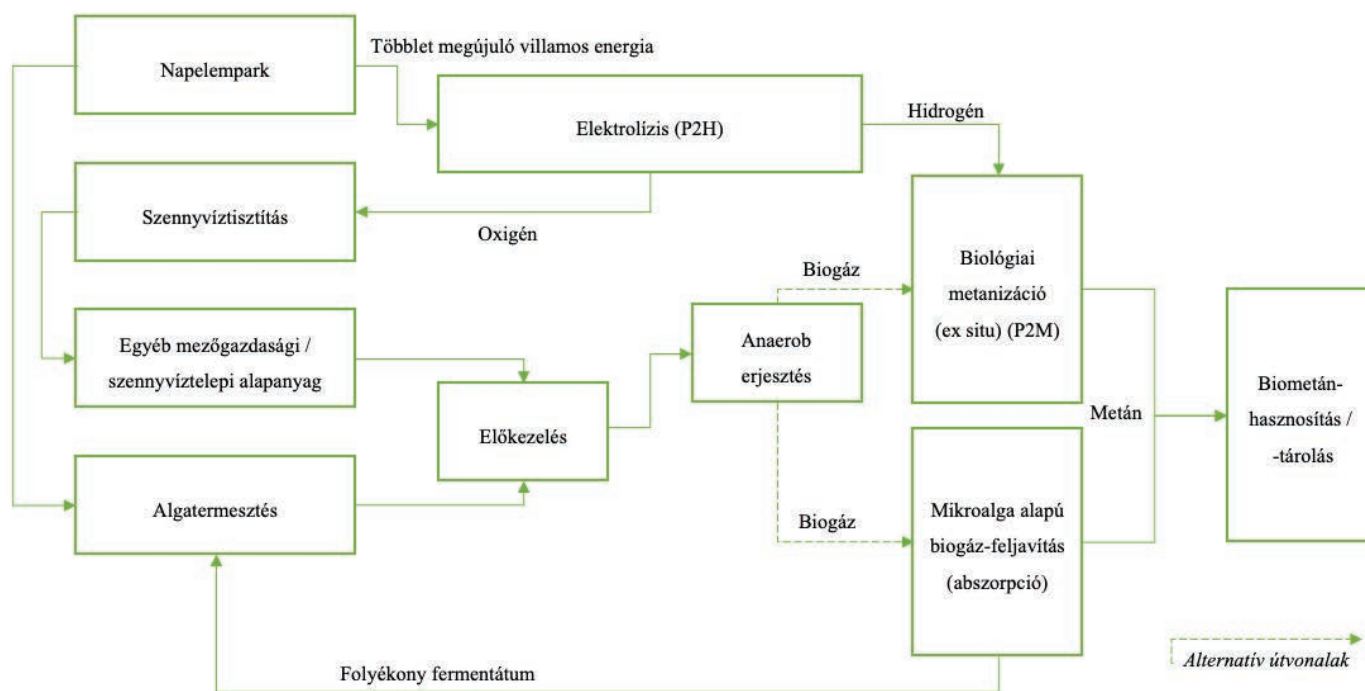 Többlet megújuló villamos energia
Napelempark
Elektrolízis (P2H)
Hidrogén
Szennyvíztisztítás
Oxigén
Biogáz
Biológiai
metanizáció
(ex situ) (P2M)
Egyéb mezőgazdasági /
szennyvíztelepi alapanyag
Anaerob
erjesztés
Előkezelés
Metán
Biometán-
hasznosítás /
-tárolás
Algatermesztés
Biogáz
Mikroalga alapú
biogáz-feljavítás
(abszorpció)
Folyékony fermentátum
Alternatív útvonalak